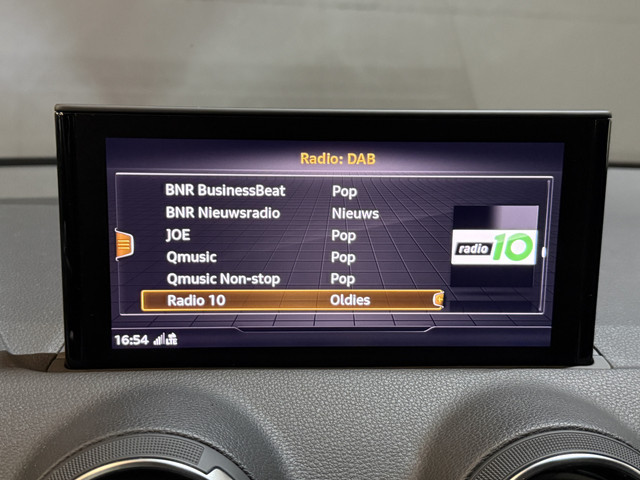 Radio: DAB
BNR BusinessBeat Pop
BNR Nieuwsradio Nieuws
JOE Pop
Qmusic Pop
Qmusic Non-stop Pop
Radio 10 Oldies
radio 10
16:54 LTE